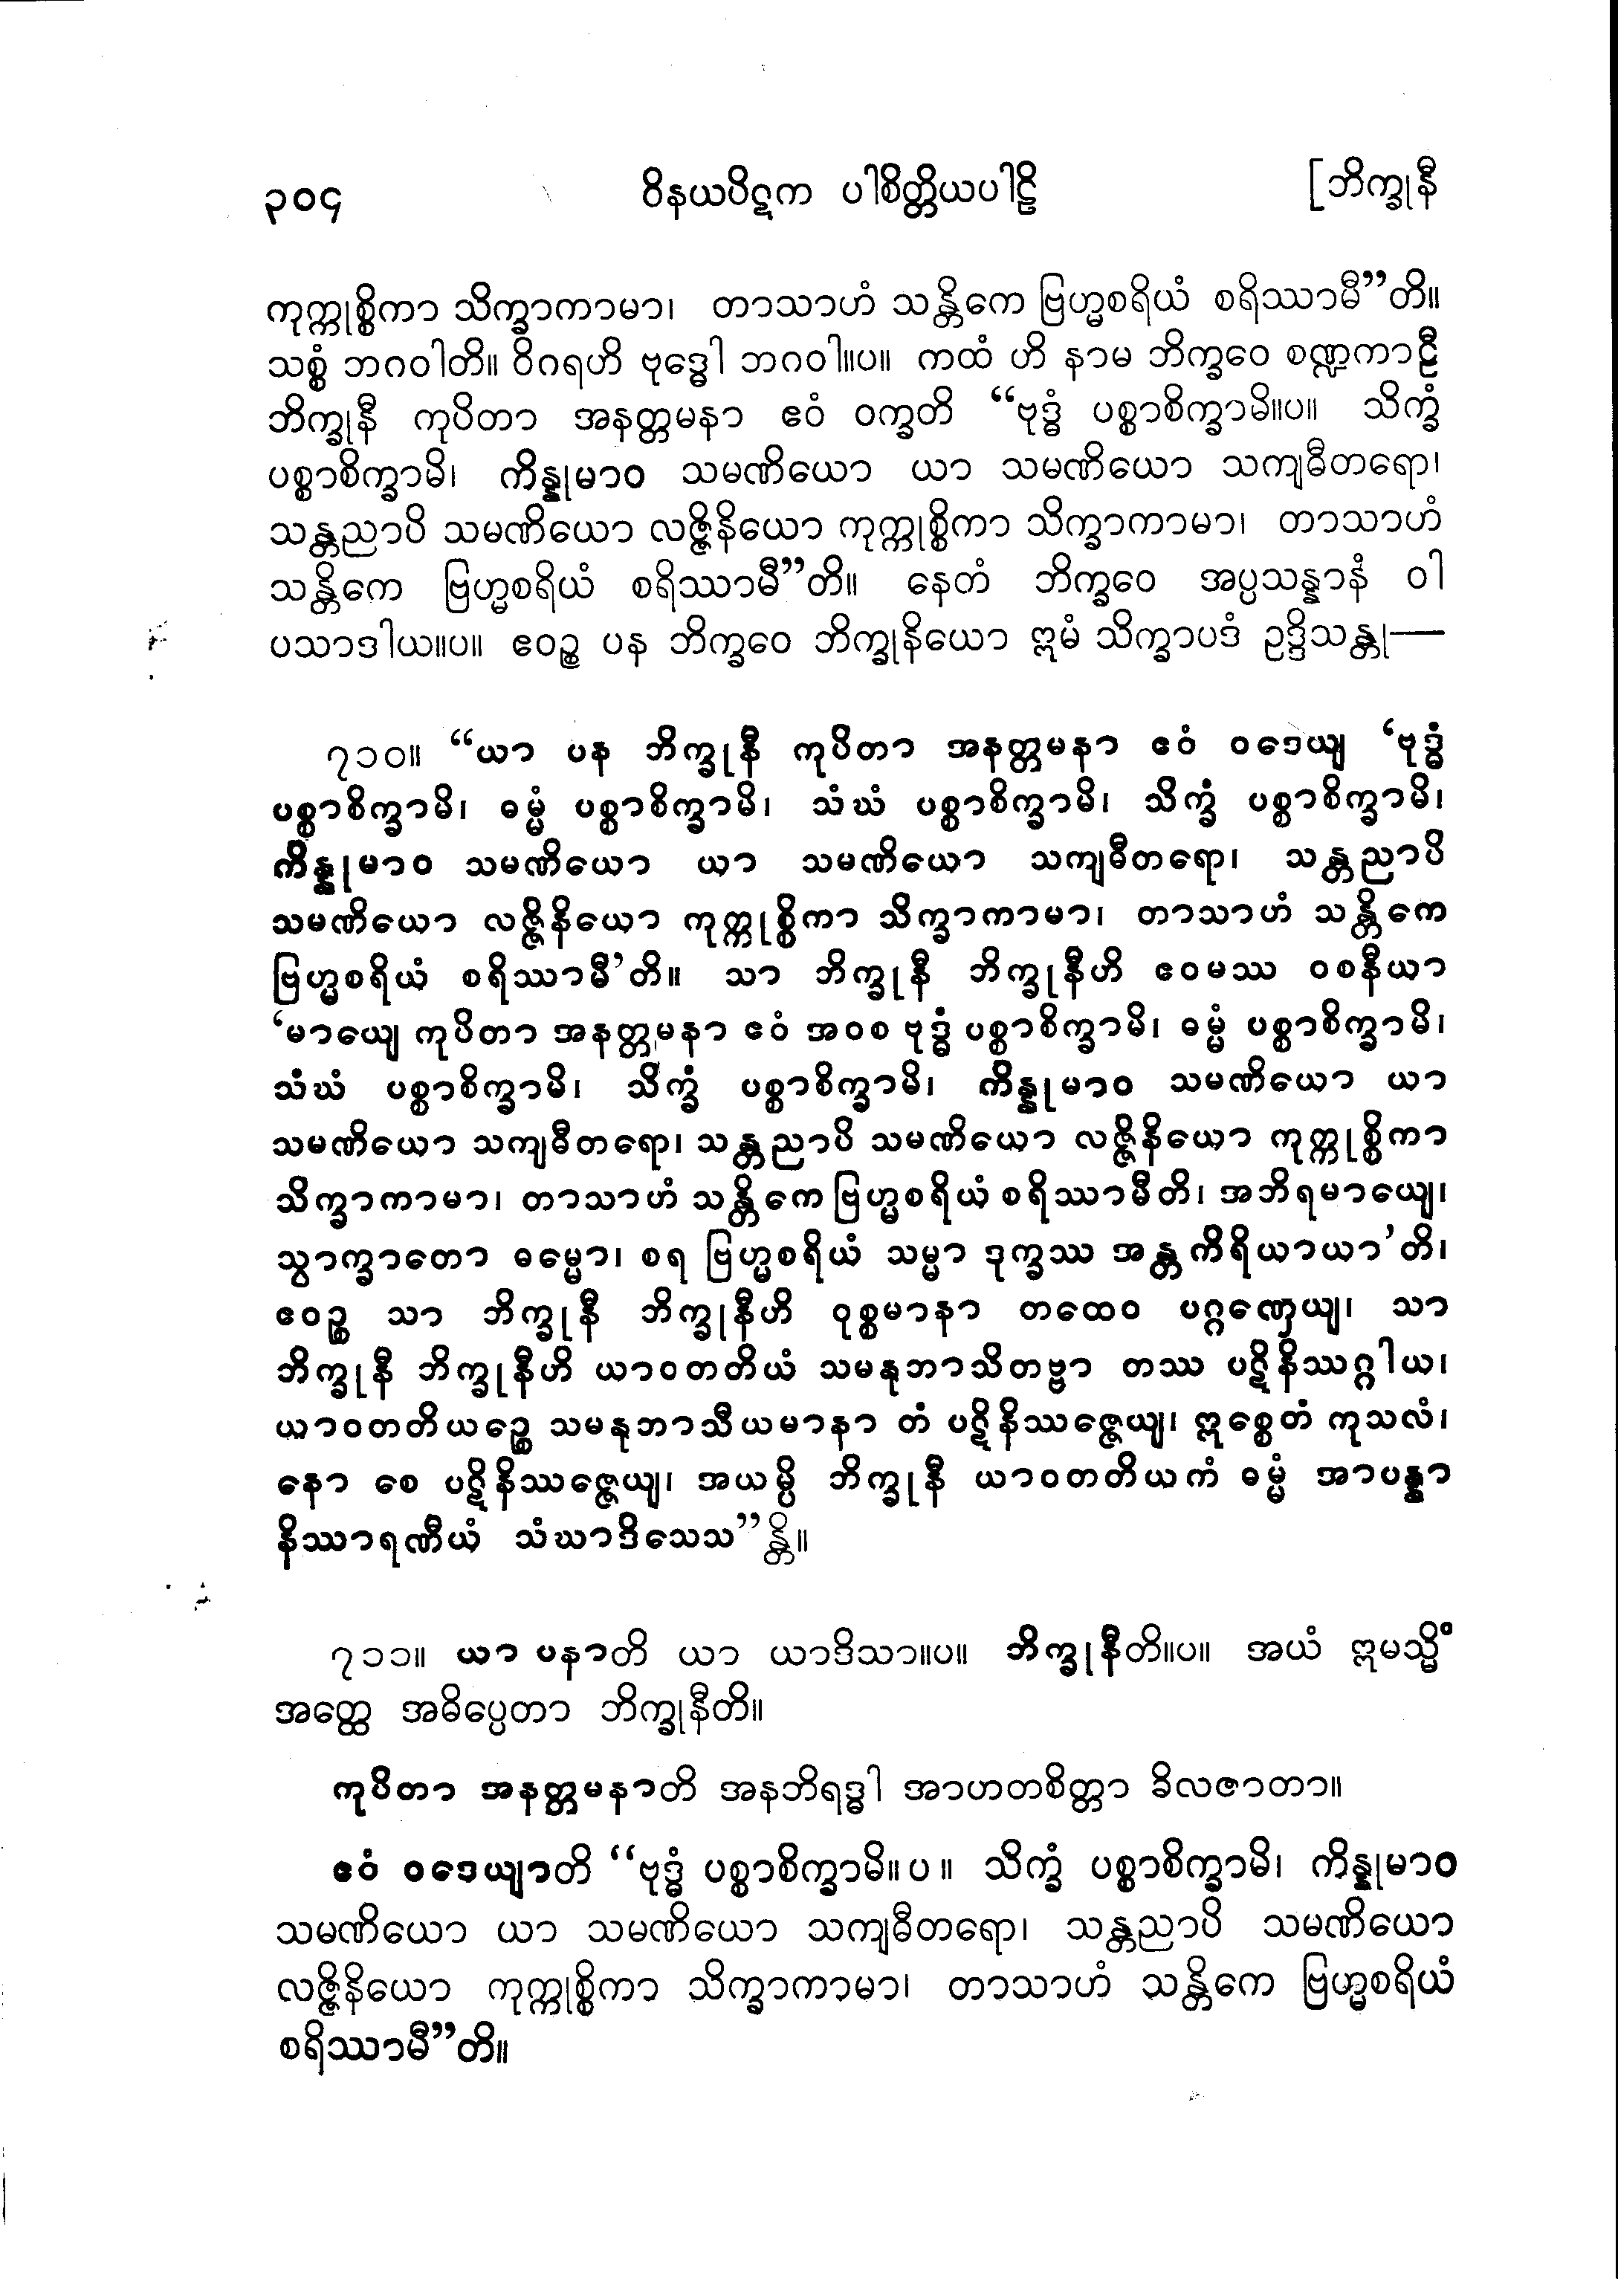 ၃၀၄ ဝိနယပိဋက ပါစိတ္တိယပါဠိ [ဘိက္ခုနီ
ကုက္ကုစ္စိကာ သိက္ခာကာမာ၊ တာသာဟံ သန္တိကေ ဗြဟ္မစရိယံ စရိဿာမီ”တိ။
သစ္စံ ဘဂဝါတိ။ ဝိဂရဟိ ဗုဒ္ဓေါ ဘဂဝါ။ပ။ ကထံ ဟိ နာမ ဘိက္ခဝေ စဏ္ဍကာဠီ
ဘိက္ခုနီ ကုပိတာ အနတ္တမနာ ဧဝံ ဝက္ခတိ “ဗုဒ္ဓံ ပစ္စာစိက္ခာမိ။ပ။ သိက္ခံ
ပစ္စာစိက္ခာမိ၊ ကိန္နုမာဝ သမဏိယော ယာ သမဏိယော သကျဓီတရော၊
သန္တညာပိ သမဏိယော လဇ္ဇိနိယော ကုက္ကုစ္စိကာ သိက္ခာကာမာ၊ တာသာဟံ
သန္တိကေ ဗြဟ္မစရိယံ စရိဿာမီ”တိ။ နေတံ ဘိက္ခဝေ အပ္ပသန္နာနံ ဝါ
ပသာဒါယ။ပ။ ဧဝဉ္စ ပန ဘိက္ခဝေ ဘိက္ခုနိယော ဣမံ သိက္ခာပဒံ ဥဒ္ဒိသန္တု—
၇၁၀။ “ယာ ပန ဘိက္ခုနီ ကုပိတာ အနတ္တမနာ ဧဝံ ဝဒေယျ ‘ဗုဒ္ဓံ
ပစ္စာစိက္ခာမိ၊ ဓမ္မံ ပစ္စာစိက္ခာမိ၊ သံဃံ ပစ္စာစိက္ခာမိ၊ သိက္ခံ ပစ္စာစိက္ခာမိ၊
ကိန္နုမာဝ သမဏိယော ယာ သမဏိယော သကျဓီတရော၊ သန္တညာပိ
သမဏိယော လဇ္ဇိနိယော ကုက္ကုစ္စိကာ သိက္ခာကာမာ၊ တာသာဟံ သန္တိကေ
ဗြဟ္မစရိယံ စရိဿာမီ’တိ။ သာ ဘိက္ခုနီ ဘိက္ခုနီဟိ ဧဝမဿ ဝစနီယာ
‘မာယျေ ကုပိတာ အနတ္တမနာ ဧဝံ အဝစ ဗုဒ္ဓံ ပစ္စာစိက္ခာမိ၊ ဓမ္မံ ပစ္စာစိက္ခာမိ၊
သံဃံ ပစ္စာစိက္ခာမိ၊ သိက္ခံ ပစ္စာစိက္ခာမိ၊ ကိန္နုမာဝ သမဏိယော ယာ
သမဏိယော သကျဓီတရော၊ သန္တညာပိ သမဏိယော လဇ္ဇိနိယော ကုက္ကုစ္စိကာ
သိက္ခာကာမာ၊ တာသာဟံ သန္တိကေ ဗြဟ္မစရိယံ စရိဿာမီတိ၊ အဘိရမာယျေ၊
သွာက္ခာတော ဓမ္မော၊ စရ ဗြဟ္မစရိယံ သမ္မာ ဒုက္ခဿ အန္တကိရိယာယာ’တိ၊
ဧဝဉ္စ သာ ဘိက္ခုနီ ဘိက္ခုနီဟိ ဝုစ္စမာနာ တထေဝ ပဂ္ဂဏှေယျ၊ သာ
ဘိက္ခုနီ ဘိက္ခုနီဟိ ယာဝတတိယံ သမနုဘာသိတဗ္ဗာ တဿ ပဋိနိဿဂ္ဂါယ၊
ယာဝတတိယဉ္စေ သမနုဘာသီယမာနာ တံ ပဋိနိဿဇ္ဇေယျ၊ ဣစ္စေတံ ကုသလံ၊
နော စေ ပဋိနိဿဇ္ဇေယျ၊ အယမ္ပိ ဘိက္ခုနီ ယာဝတတိယကံ ဓမ္မံ အာပန္နာ
နိဿာရဏီယံ သံဃာဒိသေသ”န္တိ။
၇၁၁။ ယာ ပနာတိ ယာ ယာဒိသာ။ပ။ ဘိက္ခုနီတိ။ပ။ အယံ ဣမသ္မိံ
အတ္ထေ အဓိပ္ပေတာ ဘိက္ခုနီတိ။
ကုပိတာ အနတ္တမနာတိ အနဘိရဒ္ဓါ အာဟတစိတ္တာ ခိလဇာတာ။
ဧဝံ ဝဒေယျာတိ “ဗုဒ္ဓံ ပစ္စာစိက္ခာမိ။ပ။ သိက္ခံ ပစ္စာစိက္ခာမိ၊ ကိန္နုမာဝ
သမဏိယော ယာ သမဏိယော သကျဓီတရော၊ သန္တညာပိ သမဏိယော
လဇ္ဇိနိယော ကုက္ကုစ္စိကာ သိက္ခာကာမာ၊ တာသာဟံ သန္တိကေ ဗြဟ္မစရိယံ
စရိဿာမီ”တိ။